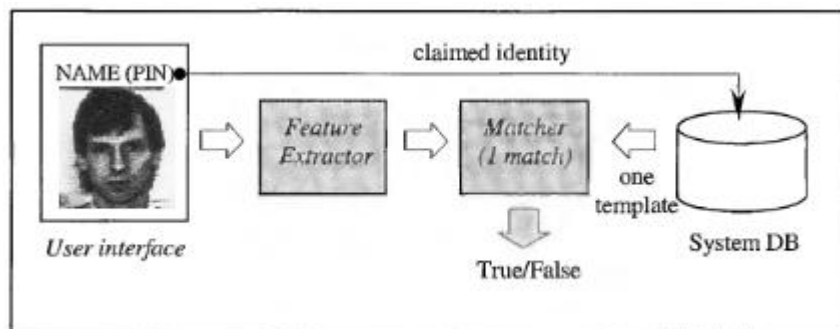 claimed identity
NAME (PIN)
Feature
Extractor
Matcher
(1 match)
one
template
User interface
System DB
True/False